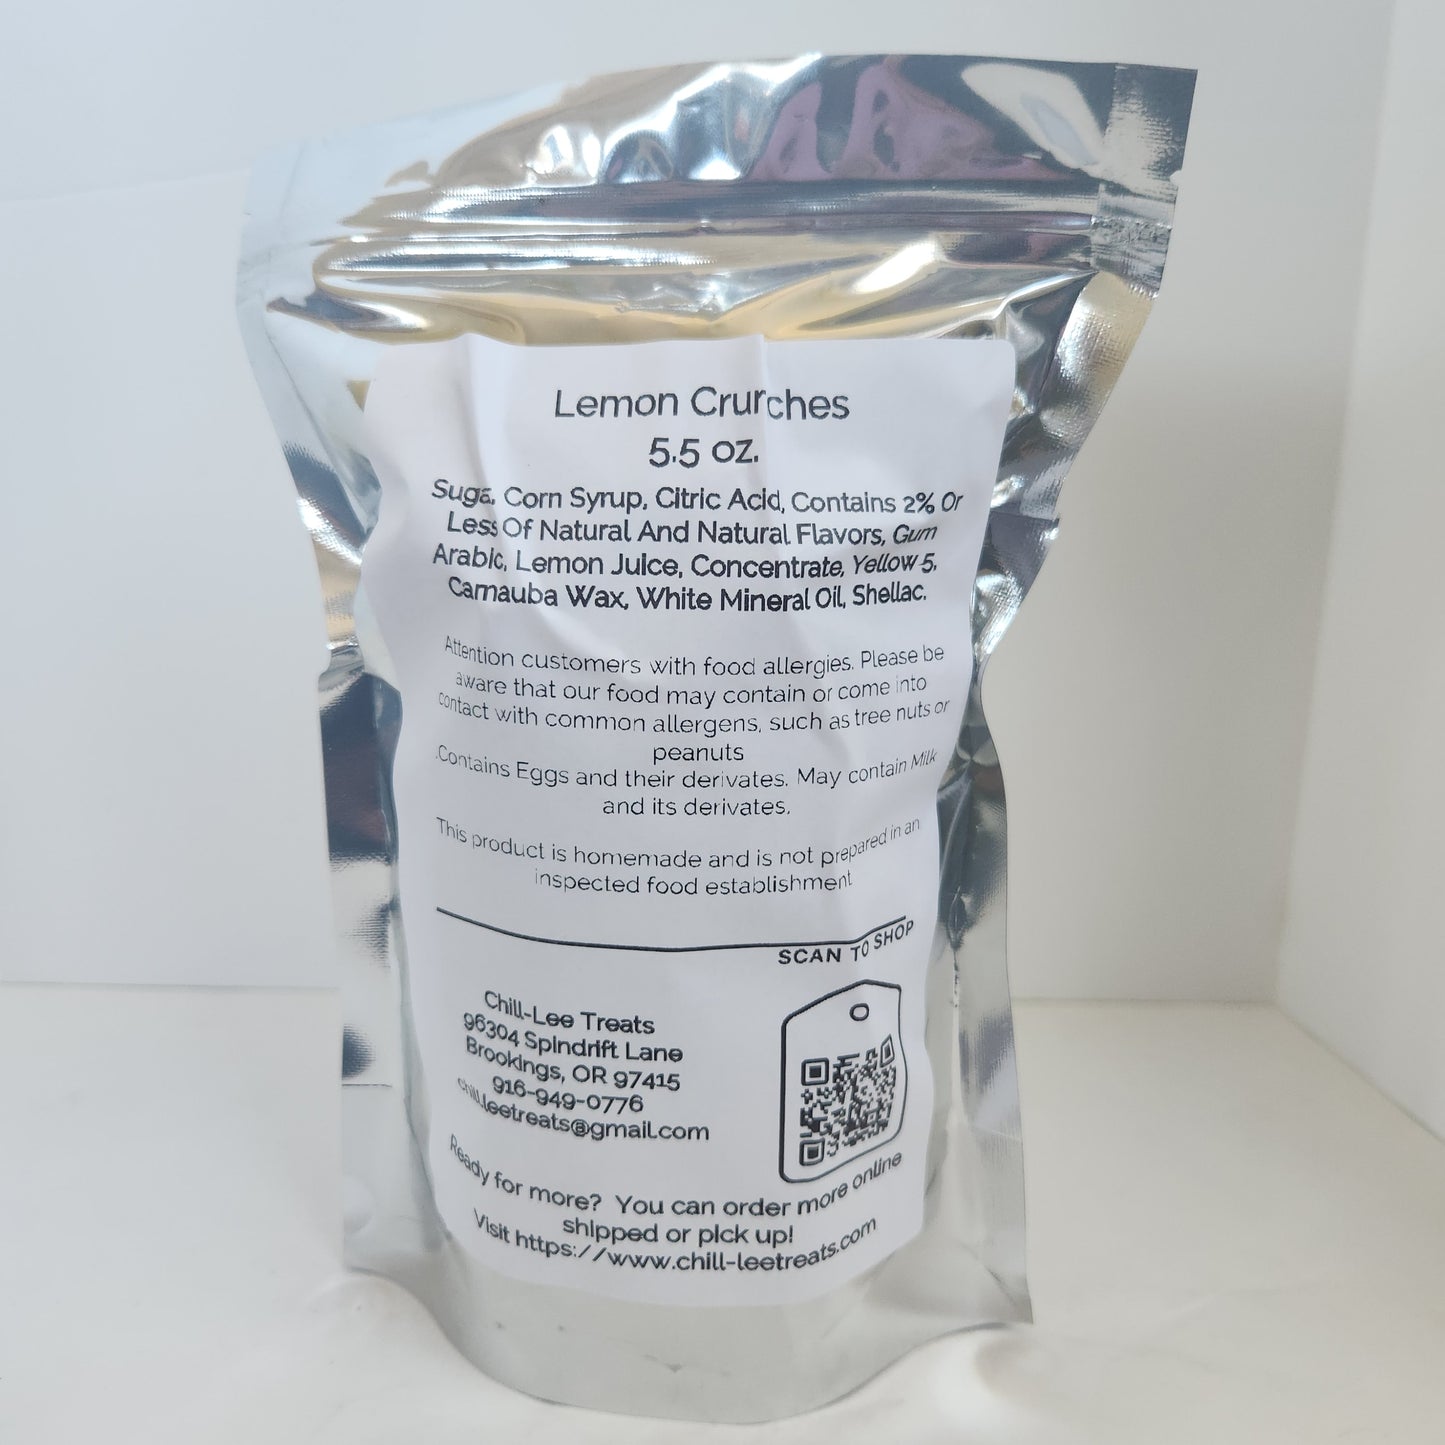 Lemon Crunches
5.5 oz.
Sugar, Corn Syrup, Citric Acid, Contains 2% Or
Less Of Natural And Natural Flavors, Gum
Arabic, Lemon Juice, Concentrate, Yellow 5,
Carnauba Wax, White Mineral Oil, Shellac.
Attention customers with food allergies. Please be
aware that our food may contain or come into
contact with common allergens, such as tree nuts or
peanuts
.Contains Eggs and their derivates. May contain Milk
and its derivates.
This product is homemade and is not prepared in an
inspected food establishment
SCAN TO SHOP
Chill-Lee Treats
96304 Spindrift Lane
Brookings, OR 97415
916-949-0776
chill.leetreats@gmail.com
Ready for more? You can order more online
shipped or pick up!
Visit https://www.chill-leetreats.com